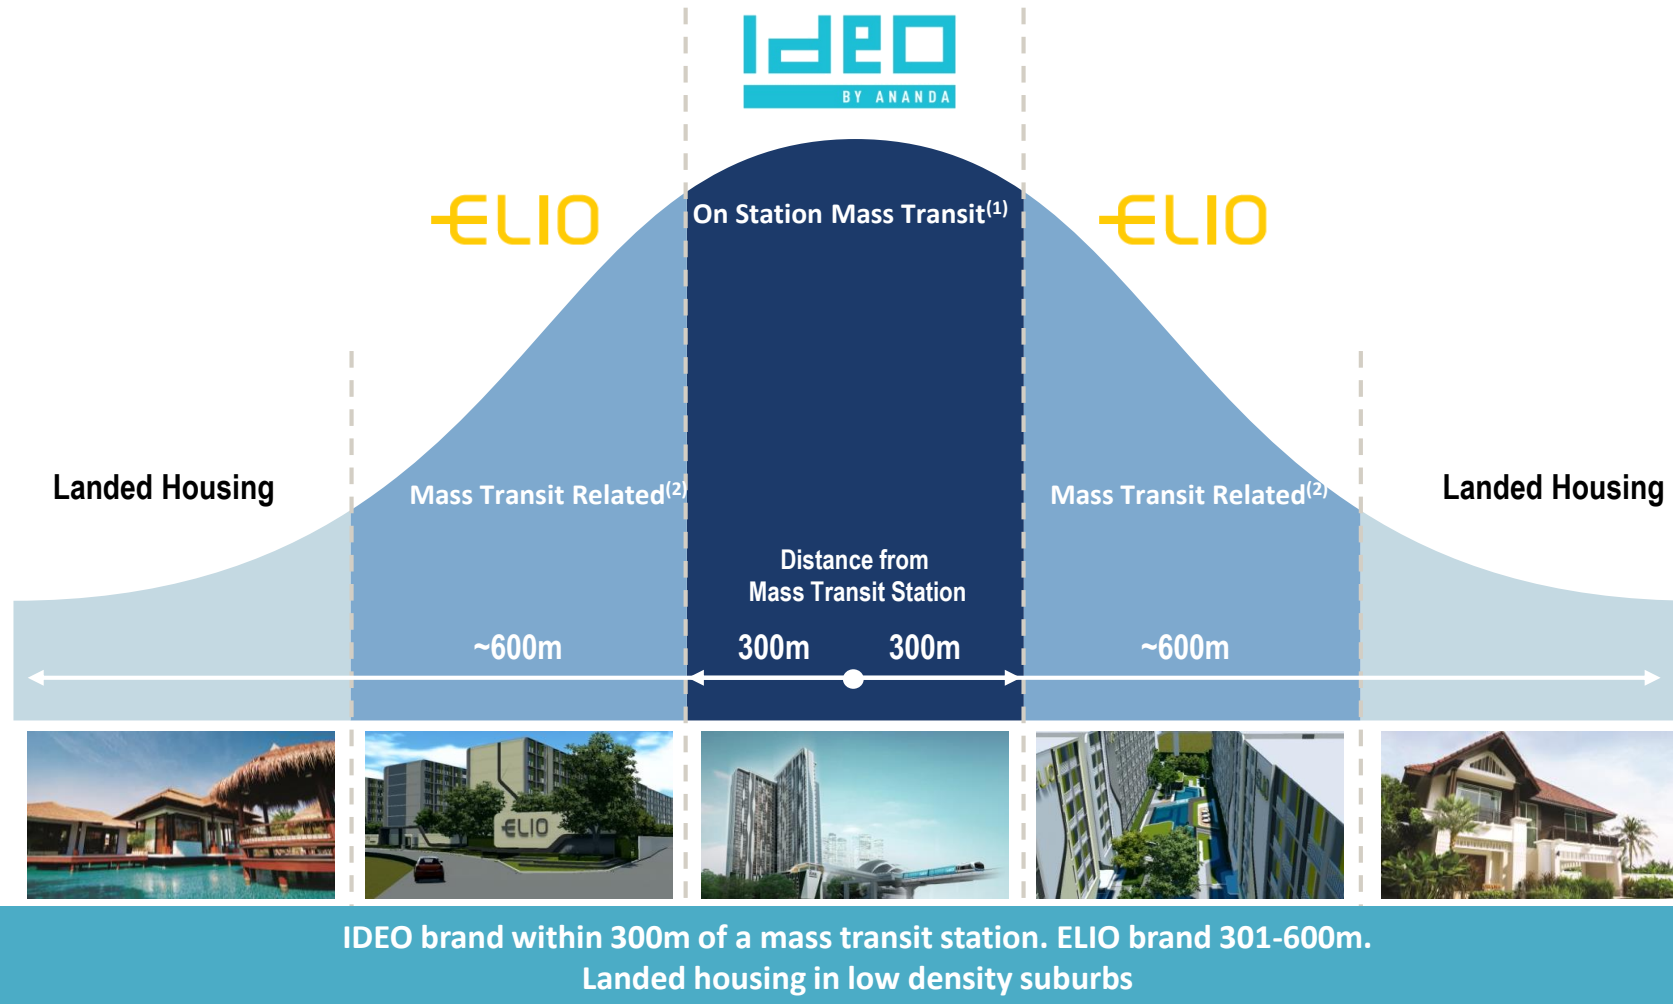 IDEO
BY ANANDA
ELIO
ELIO
On Station Mass Transit(1)
Landed Housing
Mass Transit Related(2)
Mass Transit Related(2)
Landed Housing
Distance from
Mass Transit Station
~600m
300m
300m
~600m
ELIO
ELIO
IDEO brand within 300m of a mass transit station. ELIO brand 301-600m.
Landed housing in low density suburbs